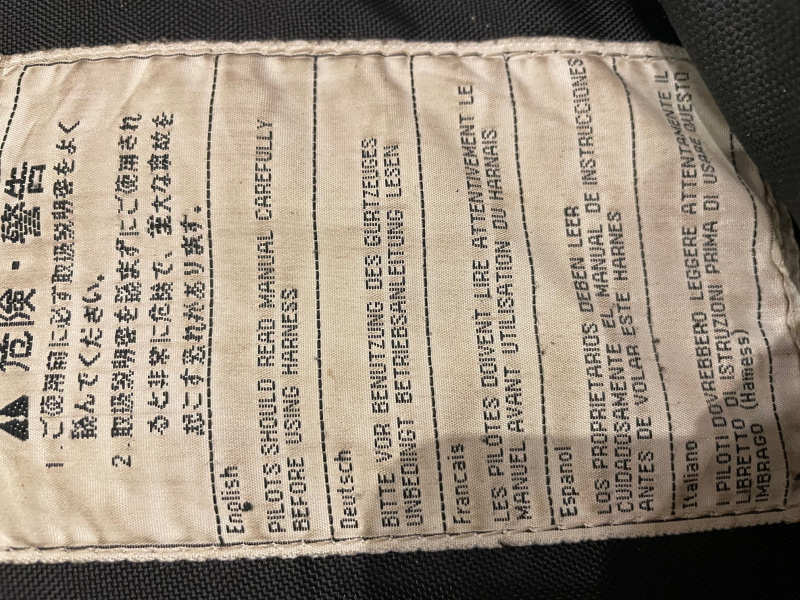 危険・警告
1・ご使用前に必ず取扱説明書をよく
読んでください。
2・取扱説明書を読まずにご使用され
ると非常に危険で、重大な事故を
起こす恐れがあります。
English
PILOTS SHOULD READ MANUAL CAREFULLY
BEFORE USING HARNESS
Deutsch
BITTE VOR BENUTZUNG DES GURTZEUGES
UNBEDINGT BETRIEBSANLEITUNG LESEN
Francais
LES PILOTES DOIVENT LIRE ATTENTIVEMENT LE
MANUEL AVANT UTILISATION DU HARNAIS
Espanol
LOS PROPRIETARIOS DEBEN LEER
CUIDADOSAMENTE EL MANUAL DE INSTRUCCIONES
ANTES DE VOLAR ESTE HARNES
Italiano
I PILOTI DOVREBBERO LEGGERE ATTENTAMENTE IL
LIBRETTO DI ISTRUZIONI PRIMA DI USARE QUESTO
IMBRAGO (Harness)